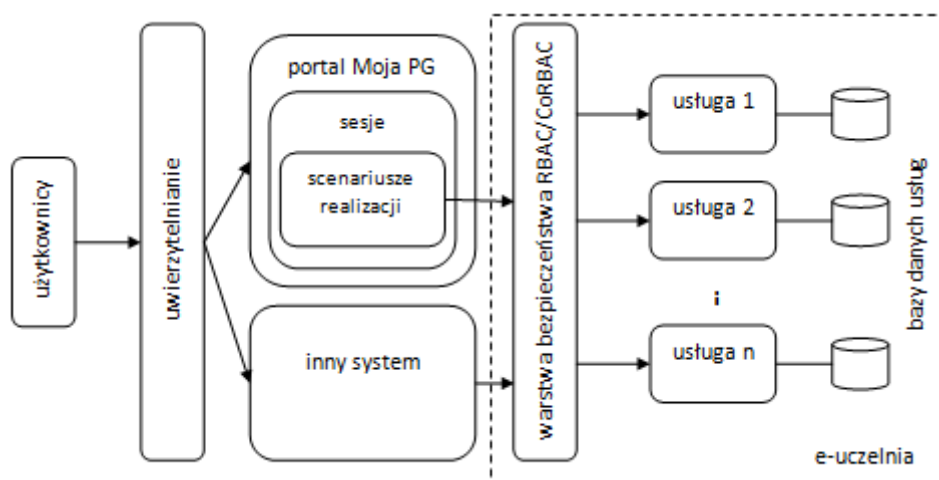 użytkownicy
uwierzytelnianie
portal Moja PG
sesje
scenariusze
realizacji
inny system
warstwa bezpieczeństwa RBAC/CoRBAC
usługa 1
usługa 2
usługa n
bazy danych usług
e-uczelnia